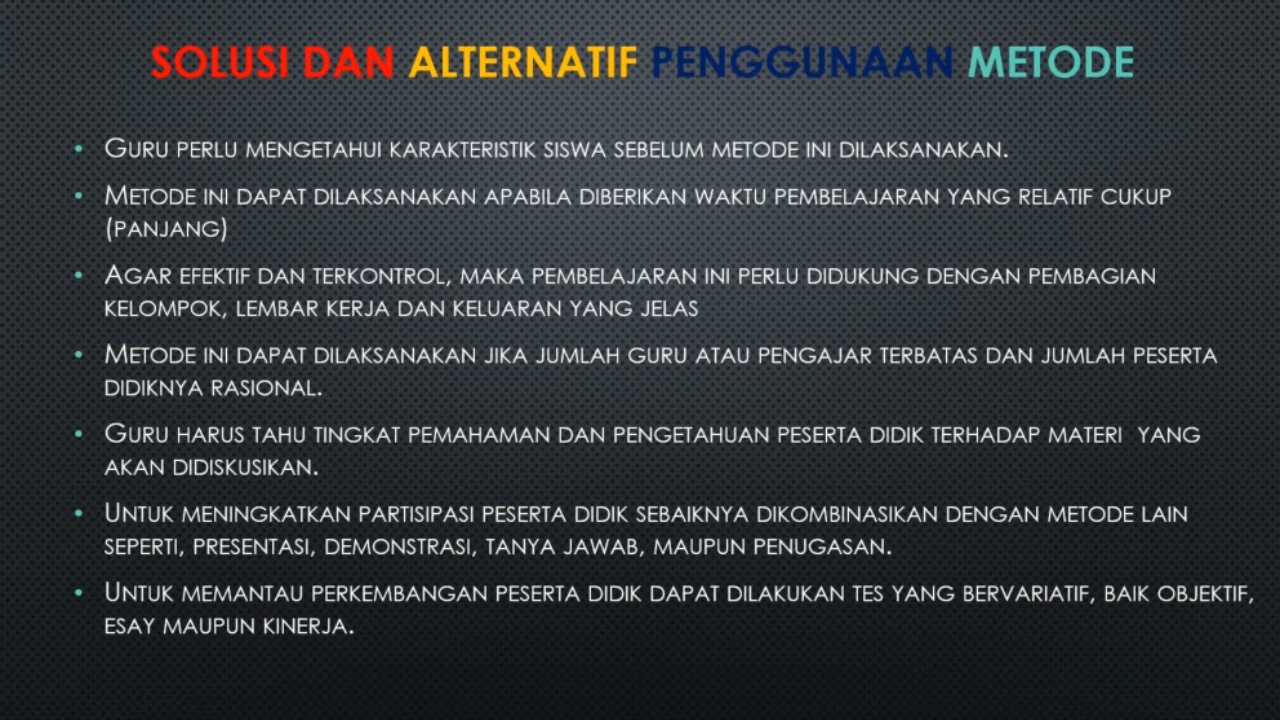 SOLUSI DAN ALTERNATIF PENGGUNAAN METODE
• GURU PERLU MENGETAHUI KARAKTERISTIK SISWA SEBELUM METODE INI DILAKSANAKAN.
• METODE INI DAPAT DILAKSANAKAN APABILA DIBERIKAN WAKTU PEMBELAJARAN YANG RELATIF CUKUP
(PANJANG)
• AGAR EFEKTIF DAN TERKONTROL, MAKA PEMBELAJARAN INI PERLU DIDUKUNG DENGAN PEMBAGIAN
KELOMPOK, LEMBAR KERJA DAN KELUARAN YANG JELAS
• METODE INI DAPAT DILAKSANAKAN JIKA JUMLAH GURU ATAU PENGAJAR TERBATAS DAN JUMLAH PESERTA
DIDIKNYA RASIONAL.
• GURU HARUS TAHU TINGKAT PEMAHAMAN DAN PENGETAHUAN PESERTA DIDIK TERHADAP MATERI YANG
AKAN DIDISKUSIKAN.
• UNTUK MENINGKATKAN PARTISIPASI PESERTA DIDIK SEBAIKNYA DIKOMBINASIKAN DENGAN METODE LAIN
SEPERTI, PRESENTASI, DEMONSTRASI, TANYA JAWAB, MAUPUN PENUGASAN.
• UNTUK MEMANTAU PERKEMBANGAN PESERTA DIDIK DAPAT DILAKUKAN TES YANG BERVARIATIF, BAIK OBJEKTIF,
ESAY MAUPUN KINERJA.